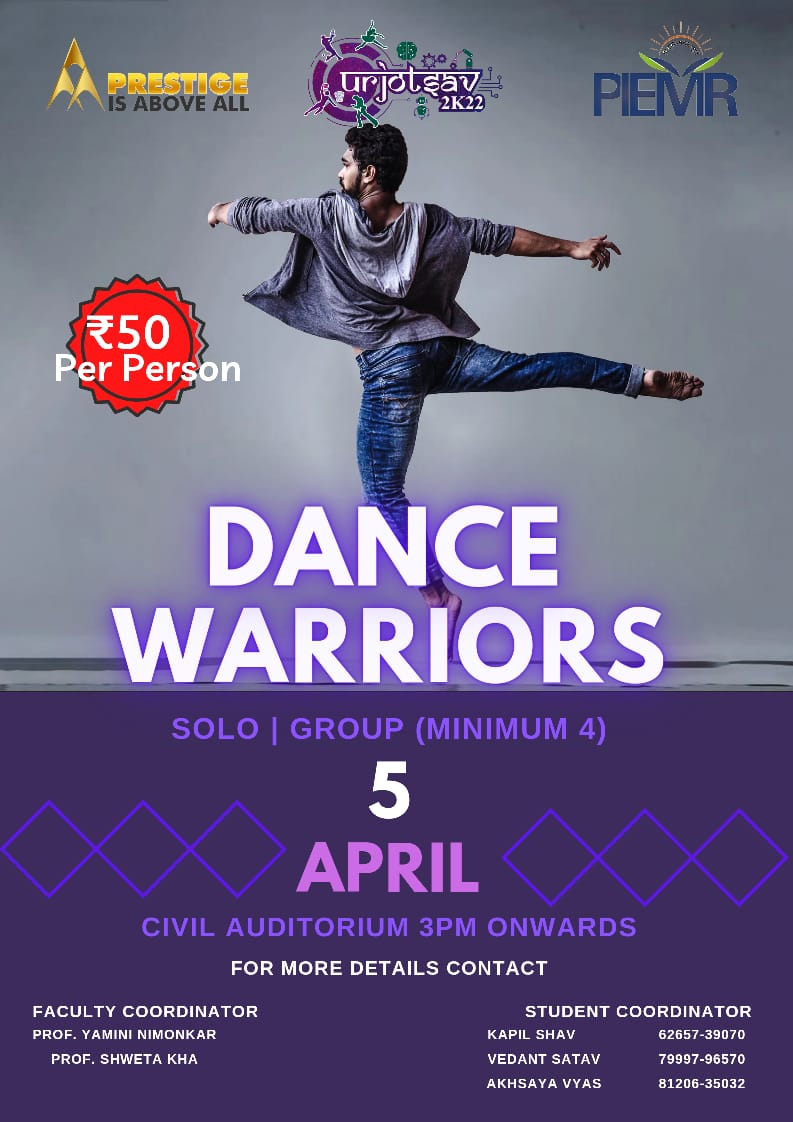 PRESTIGE
IS ABOVE ALL
urjotsav
2K22
PIEMR
₹50
Per Person
DANCE
WARRIORS
SOLO | GROUP (MINIMUM 4)
5
APRIL
CIVIL AUDITORIUM 3PM ONWARDS
FOR MORE DETAILS CONTACT
FACULTY COORDINATOR
PROF. YAMINI NIMONKAR
PROF. SHWETA KHA
STUDENT COORDINATOR
KAPIL SHAV 62657-39070
VEDANT SATAV 79997-96570
AKHSAYA VYAS 81206-35032